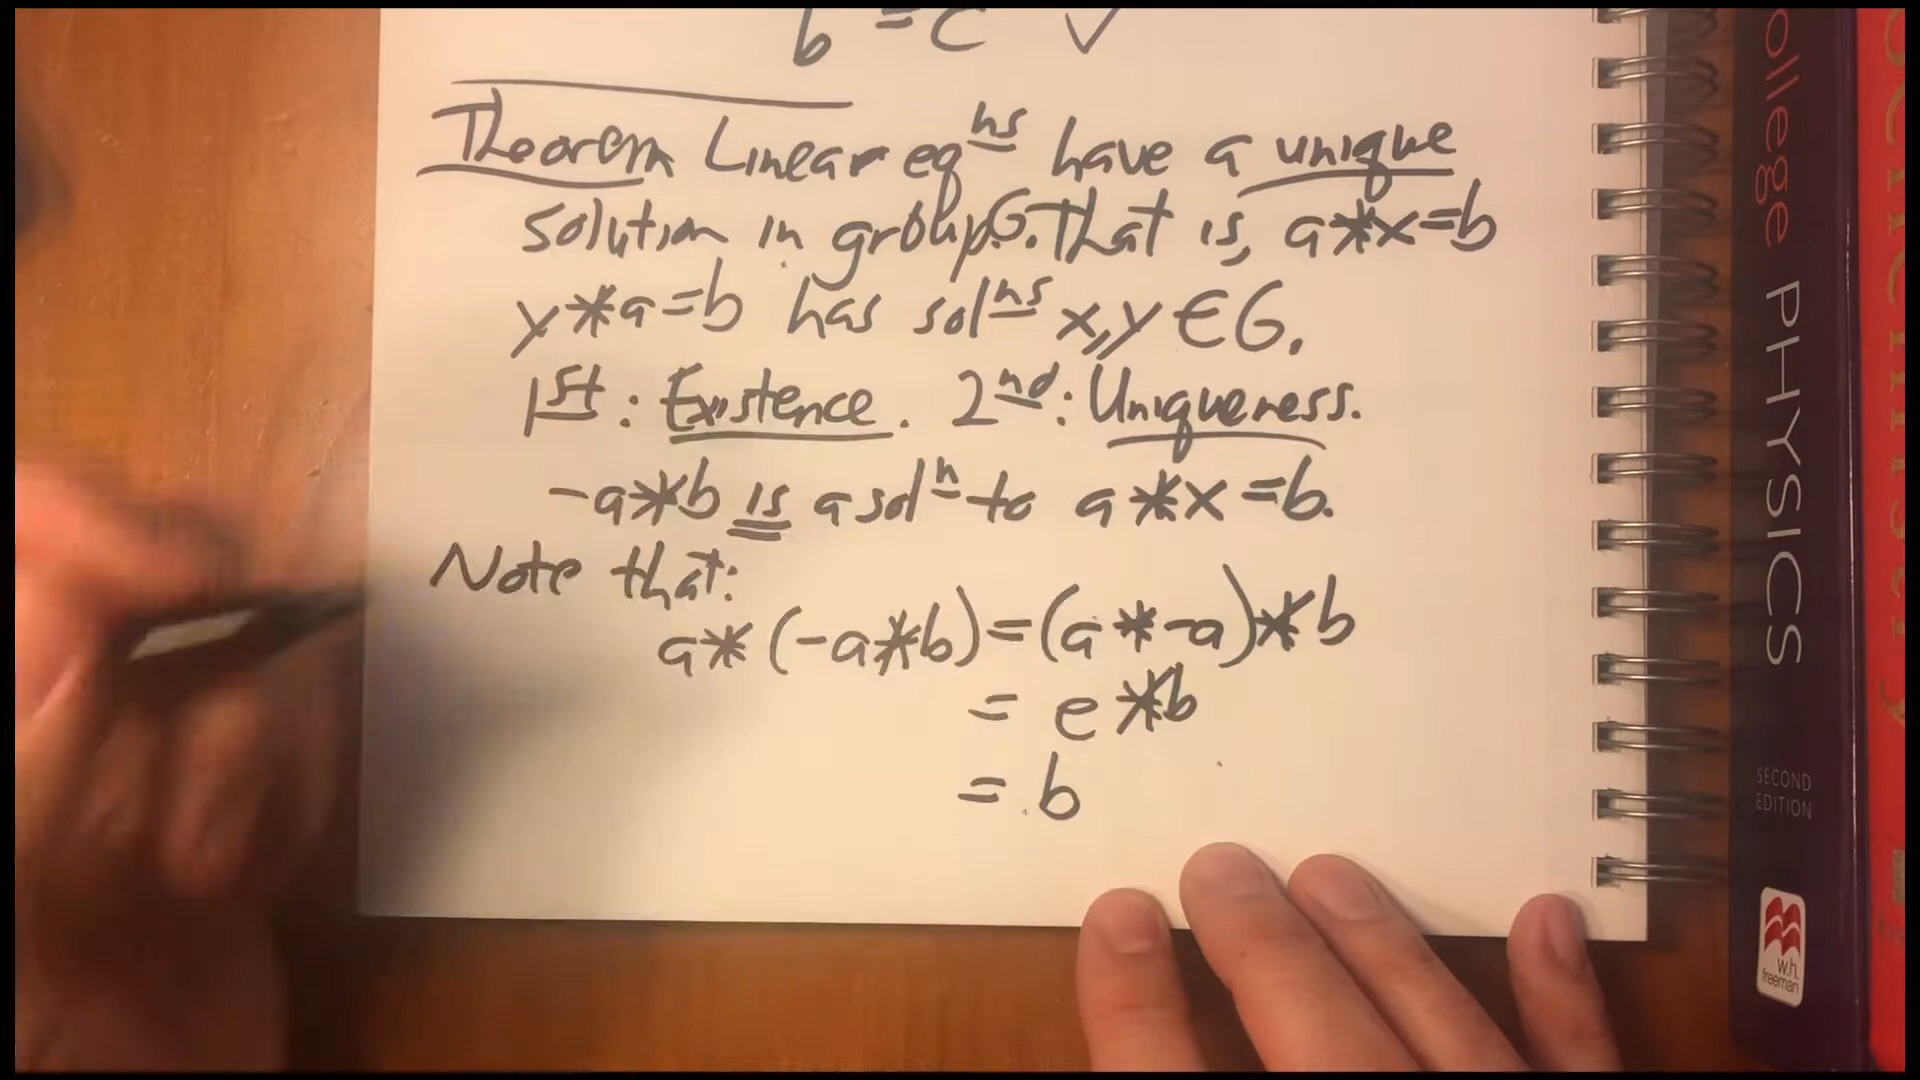 b = c ✓
Theorem Linear eqns have a unique
solution in group G. That is, a*x=b
y*a=b has solns x,y∈G.
1st: Existence. 2nd: Uniqueness.
-a*b is a soln to a*x=b.
Note that:
a*(-a*b)=(a*-a)*b
= e*b
= b
ollege PHYSICS
SECOND
EDITION
w.h.
freeman